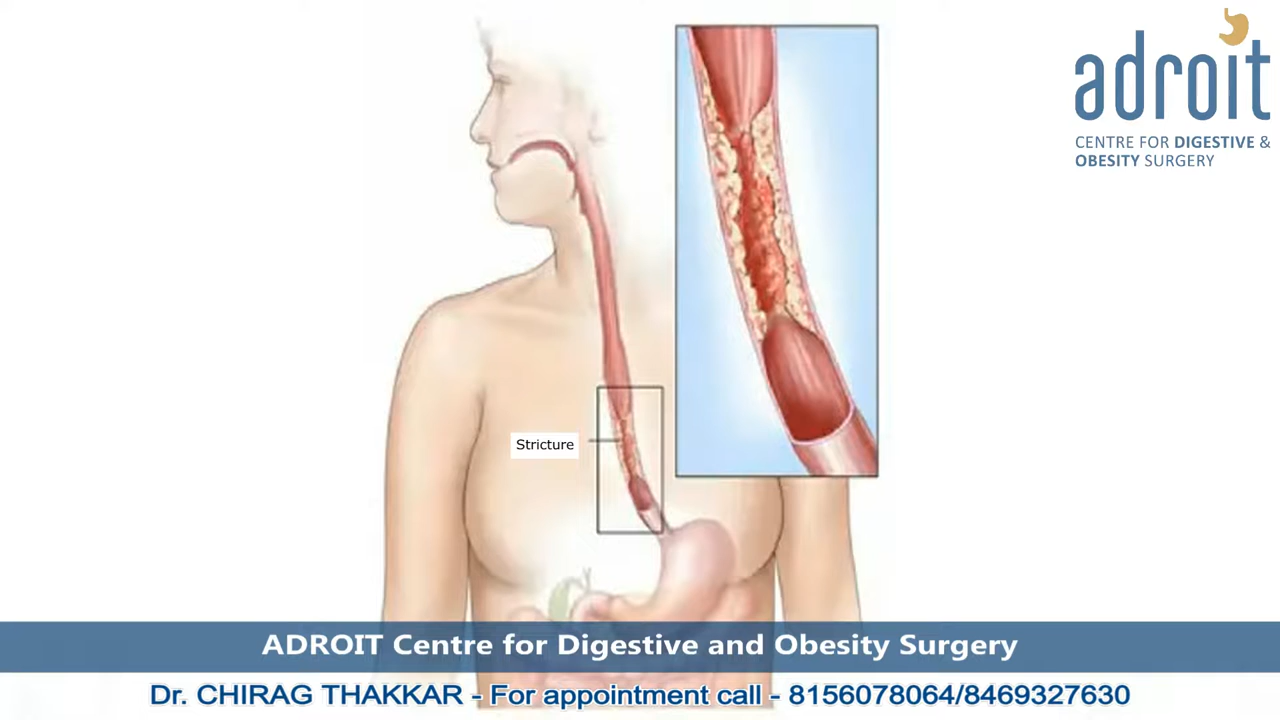 adroit
CENTRE FOR DIGESTIVE &
OBESITY SURGERY
Stricture
ADROIT Centre for Digestive and Obesity Surgery
Dr. CHIRAG THAKKAR - For appointment call - 8156078064/8469327630